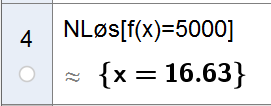 4
NLøs[f(x)=5000]
≈ {x = 16.63}